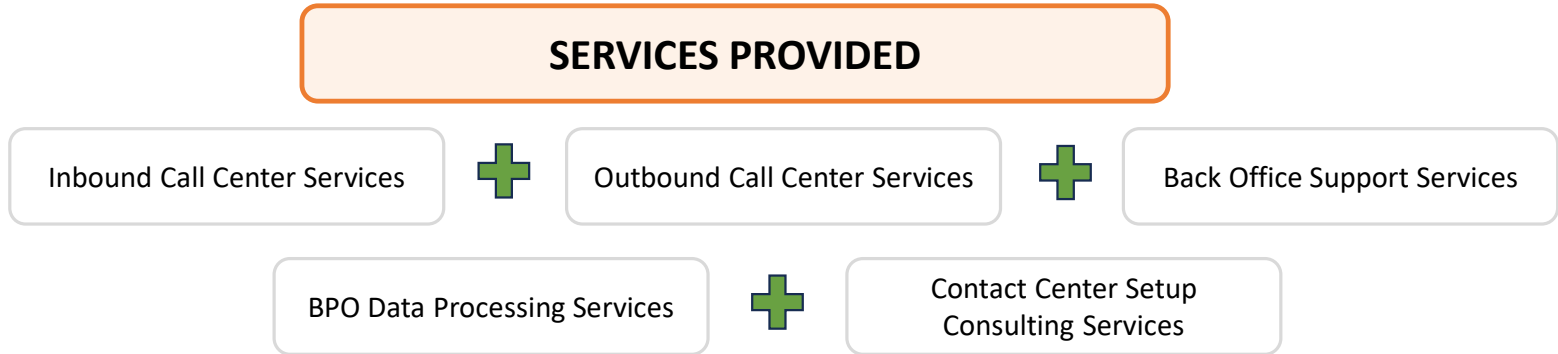 SERVICES PROVIDED
Inbound Call Center Services
Outbound Call Center Services
Back Office Support Services
BPO Data Processing Services
Contact Center Setup
Consulting Services